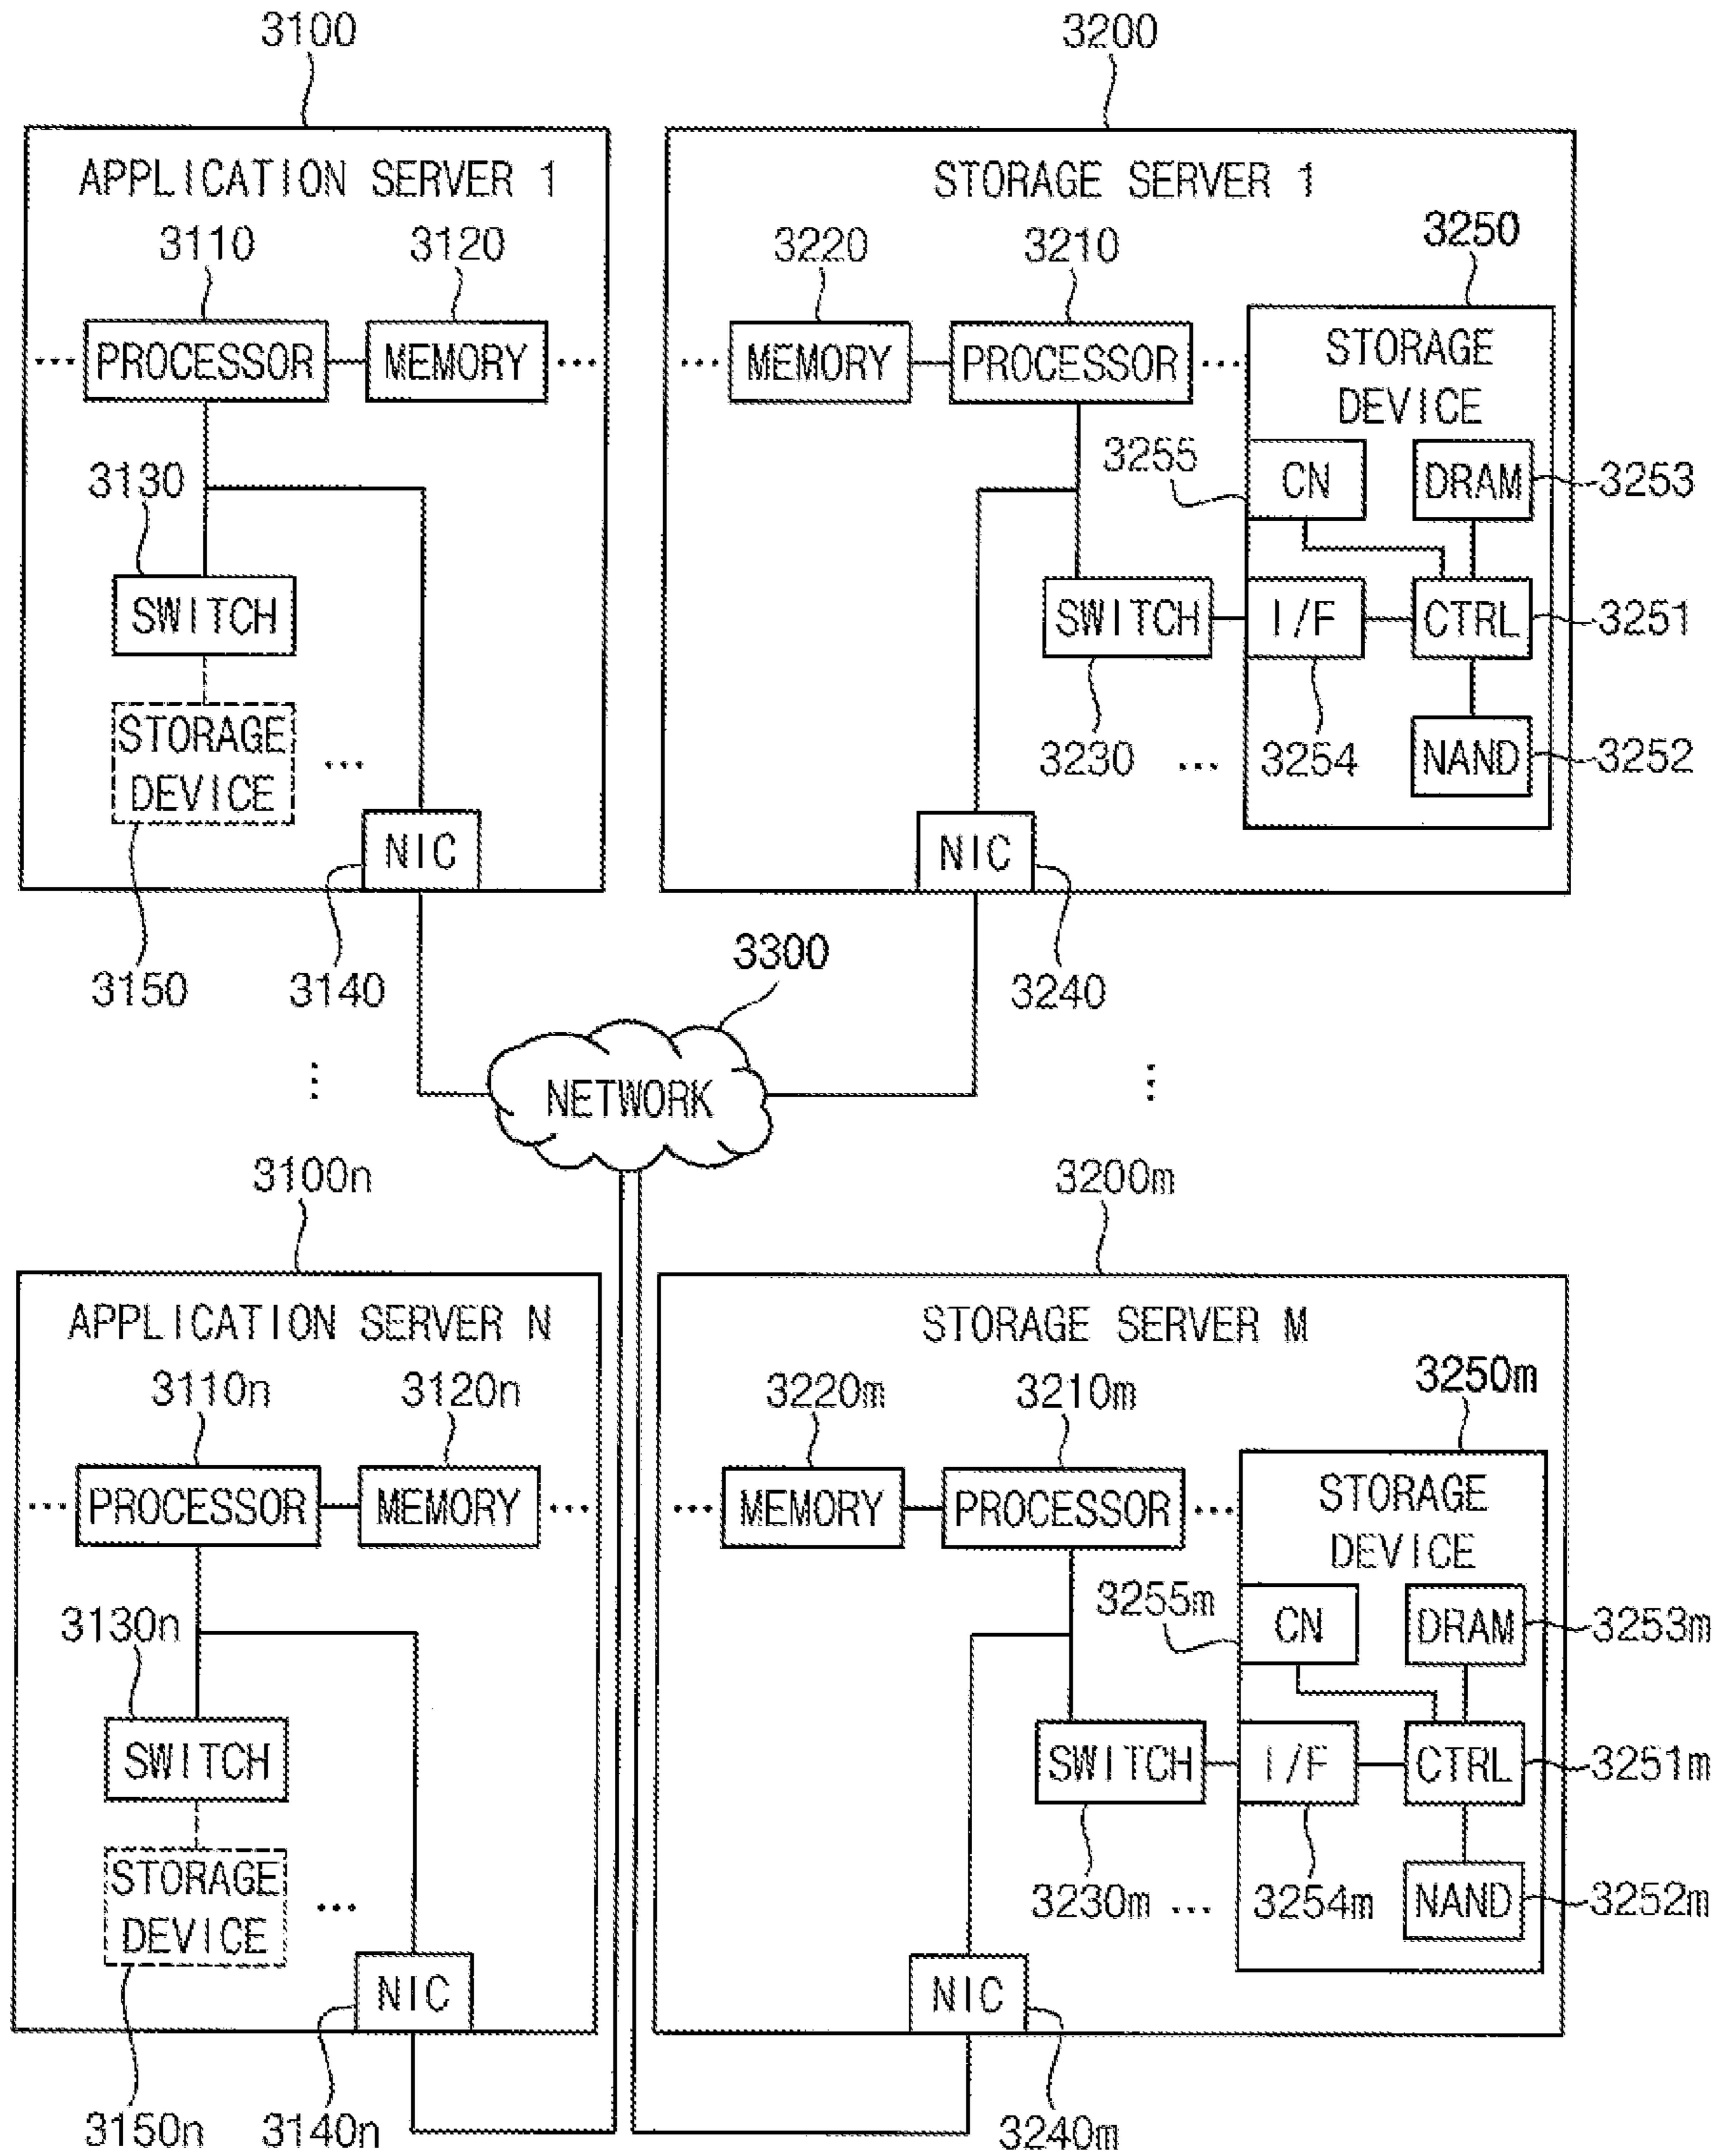 3100
3200
APPLICATION SERVER 1
STORAGE SERVER 1
3110
3120
3220
3210
3250
... PROCESSOR
MEMORY ...
... MEMORY
PROCESSOR ...
STORAGE
DEVICE
3130
3255
CN
DRAM
3253
SWITCH
SWITCH
I/F
CTRL
3251
STORAGE
DEVICE
...
3230
...
3254
NAND
3252
NIC
NIC
3150
3140
3300
3240
...
NETWORK
...
3100n
3200m
APPLICATION SERVER N
STORAGE SERVER M
3110n
3120n
3220m
3210m
3250m
... PROCESSOR
MEMORY ...
... MEMORY
PROCESSOR ...
STORAGE
DEVICE
3130n
3255m
CN
DRAM
3253m
SWITCH
SWITCH
I/F
CTRL
3251m
STORAGE
DEVICE
...
3230m
...
3254m
NAND
3252m
NIC
NIC
3150n
3140n
3240m